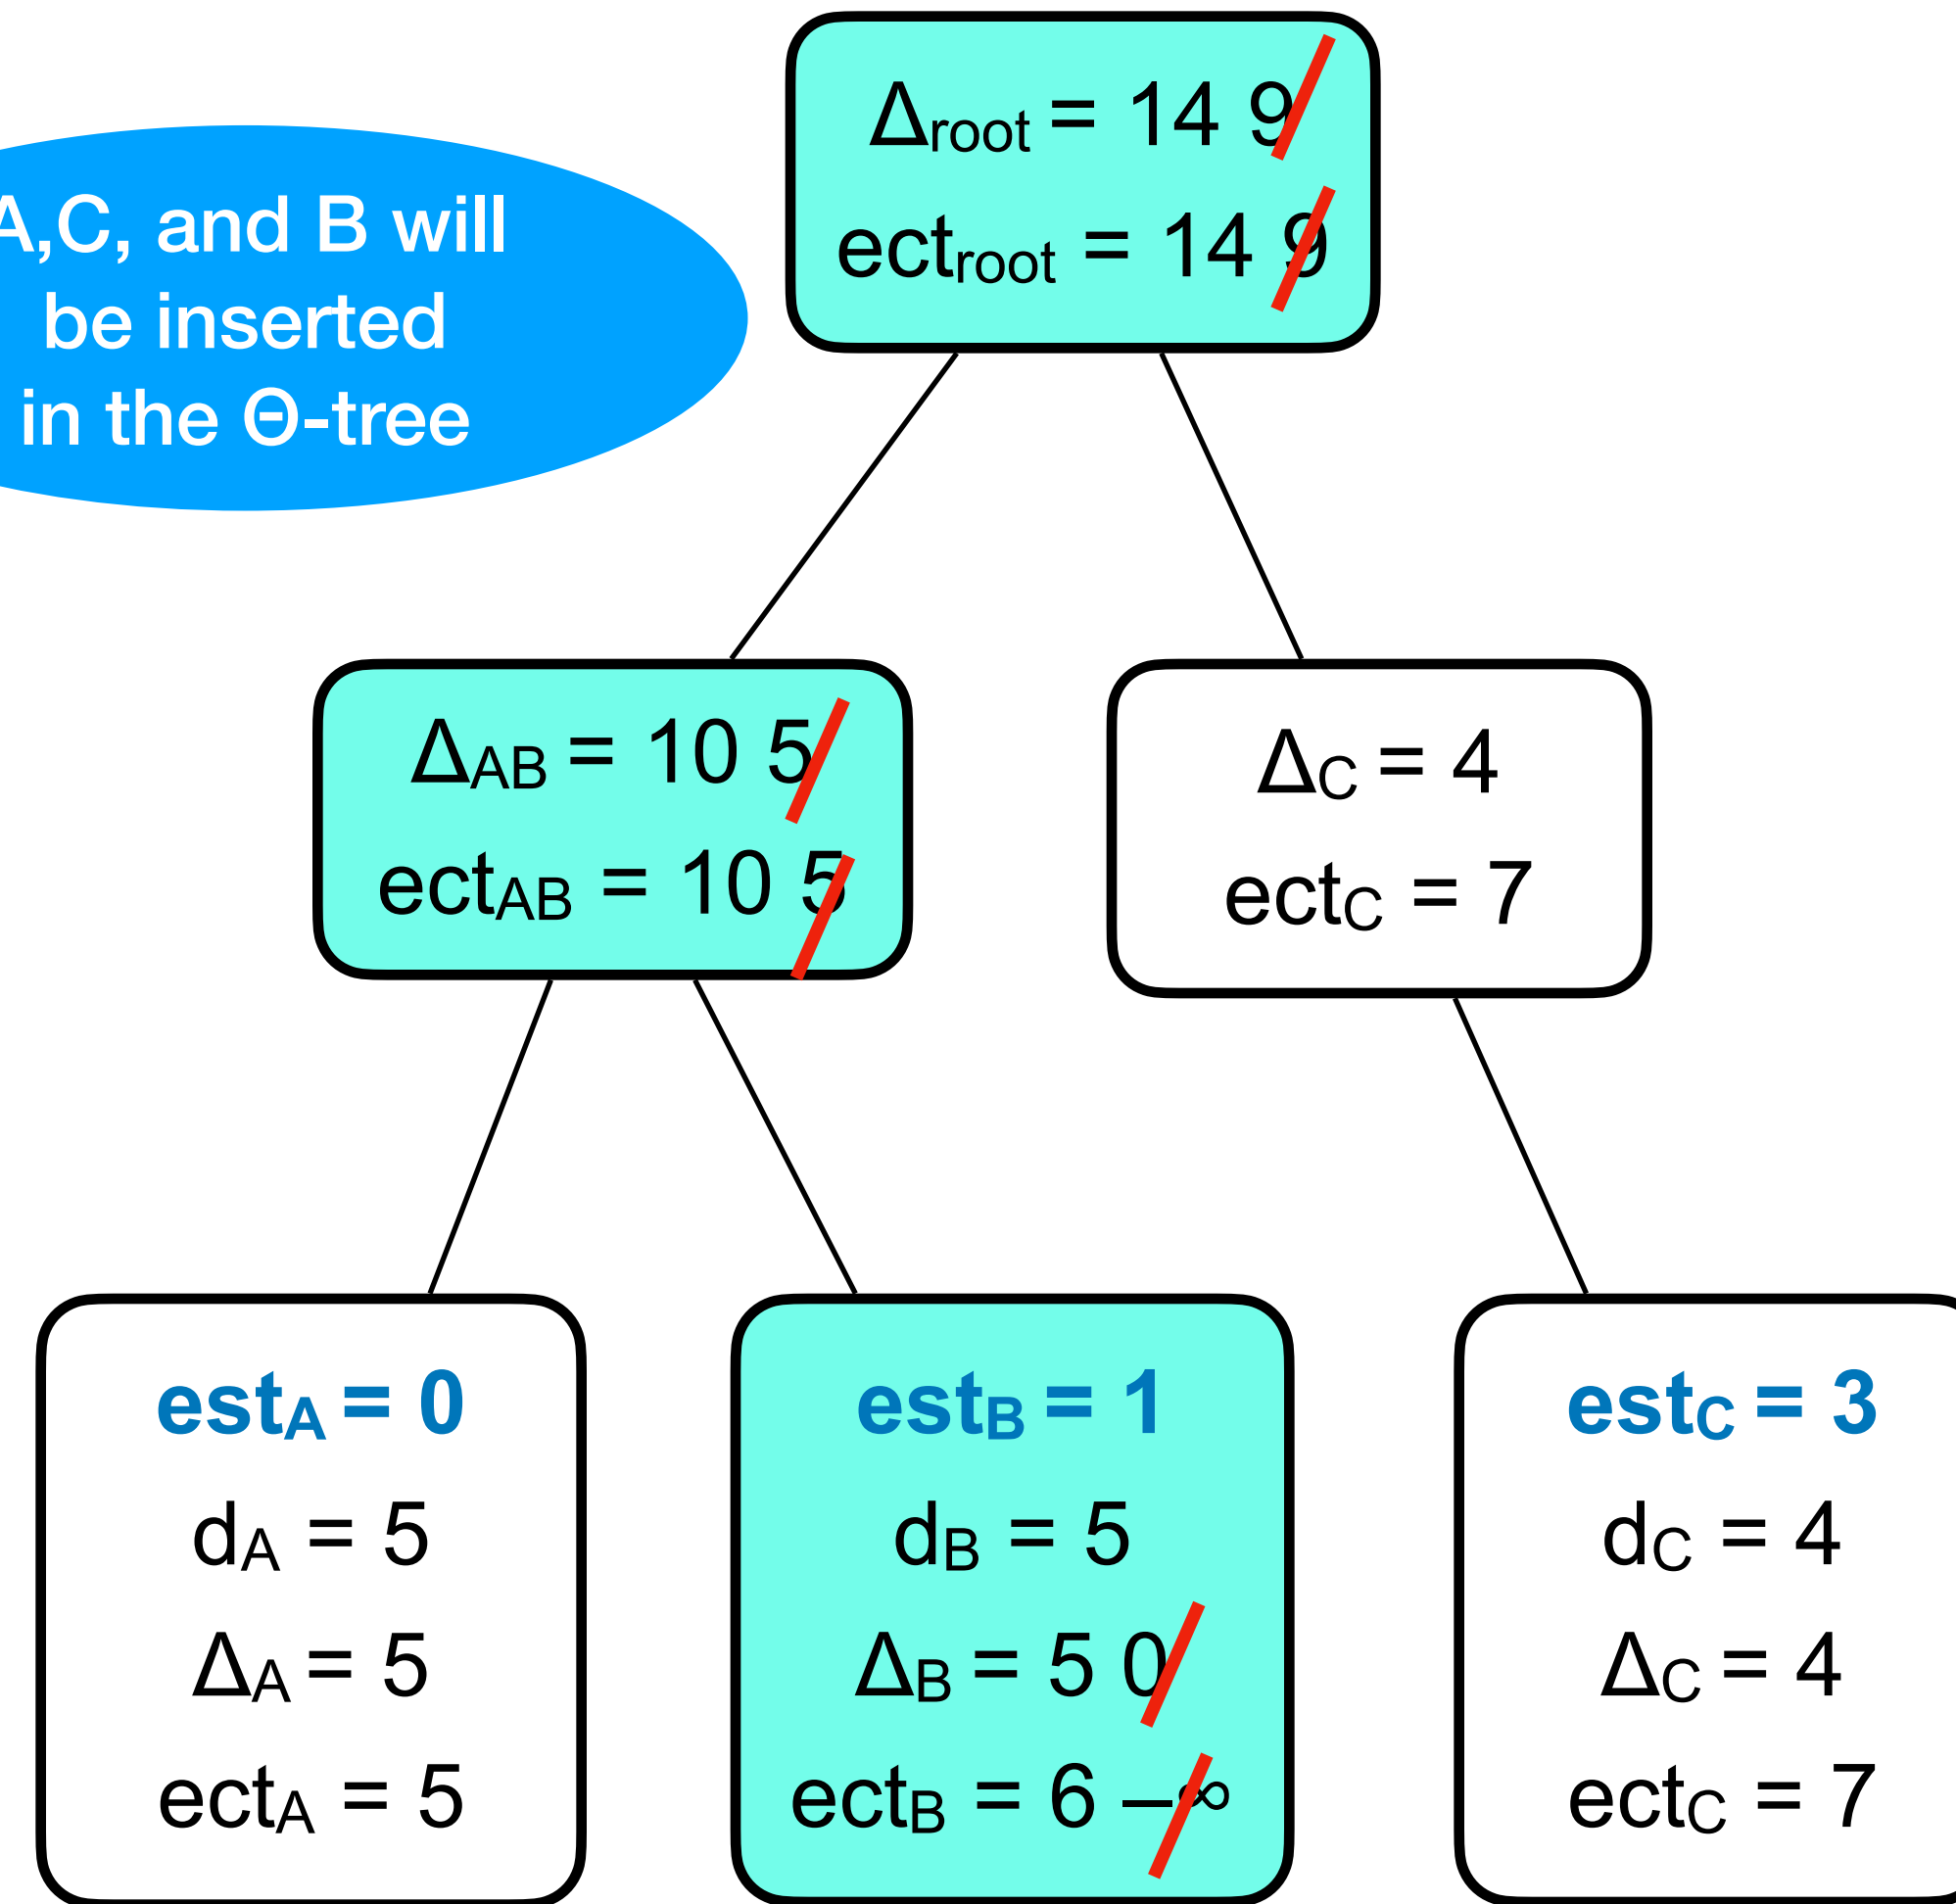 A,C, and B will
be inserted
in the Θ-tree
Δroot = 14 9
ectroot = 14 9
ΔAB = 10 5
ectAB = 10 5
ΔC = 4
ectC = 7
estA = 0
dA = 5
ΔA = 5
ectA = 5
estB = 1
dB = 5
ΔB = 5 0
ectB = 6 –∞
estC = 3
dC = 4
ΔC = 4
ectC = 7